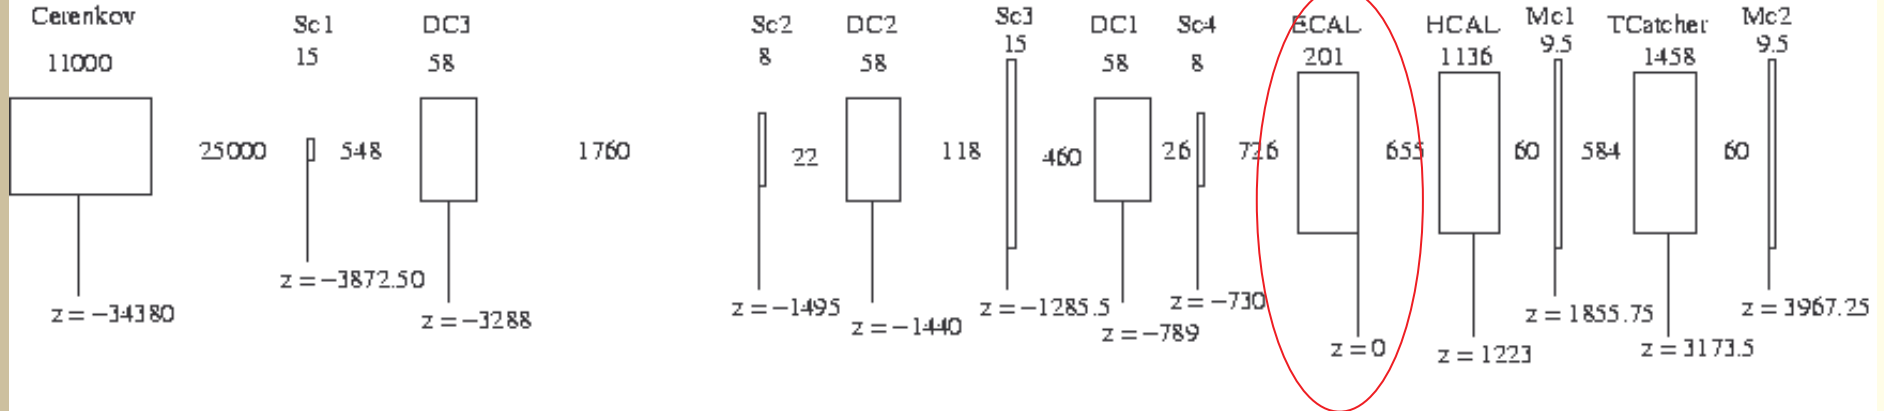 Cerenkov
11000
Sc1
15
DC3
58
Sc2
8
DC2
58
Sc3
15
DC1
58
Sc4
8
ECAL
201
HCAL
1136
Mc1
9.5
TCatcher
1458
Mc2
9.5
25000 548 1760 22 118 460 26 726 655 60 584 60
z = -34380
z = -3872.50
z = -3288
z = -1495
z = -1440
z = -1285.5
z = -789
z = -730
z = 0
z = 1223
z = 1855.75
z = 3173.5
z = 3967.25